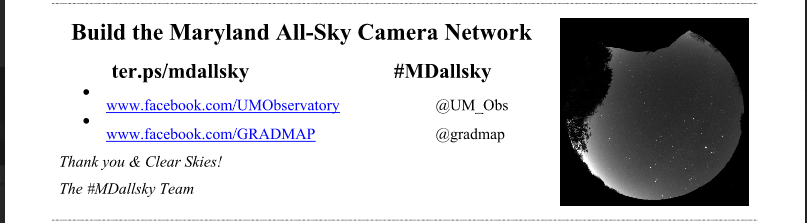 Build the Maryland All-Sky Camera Network
ter.ps/mdallsky #MDallsky
• www.facebook.com/UMObservatory @UM_Obs
• www.facebook.com/GRADMAP @gradmap
Thank you & Clear Skies!
The #MDallsky Team